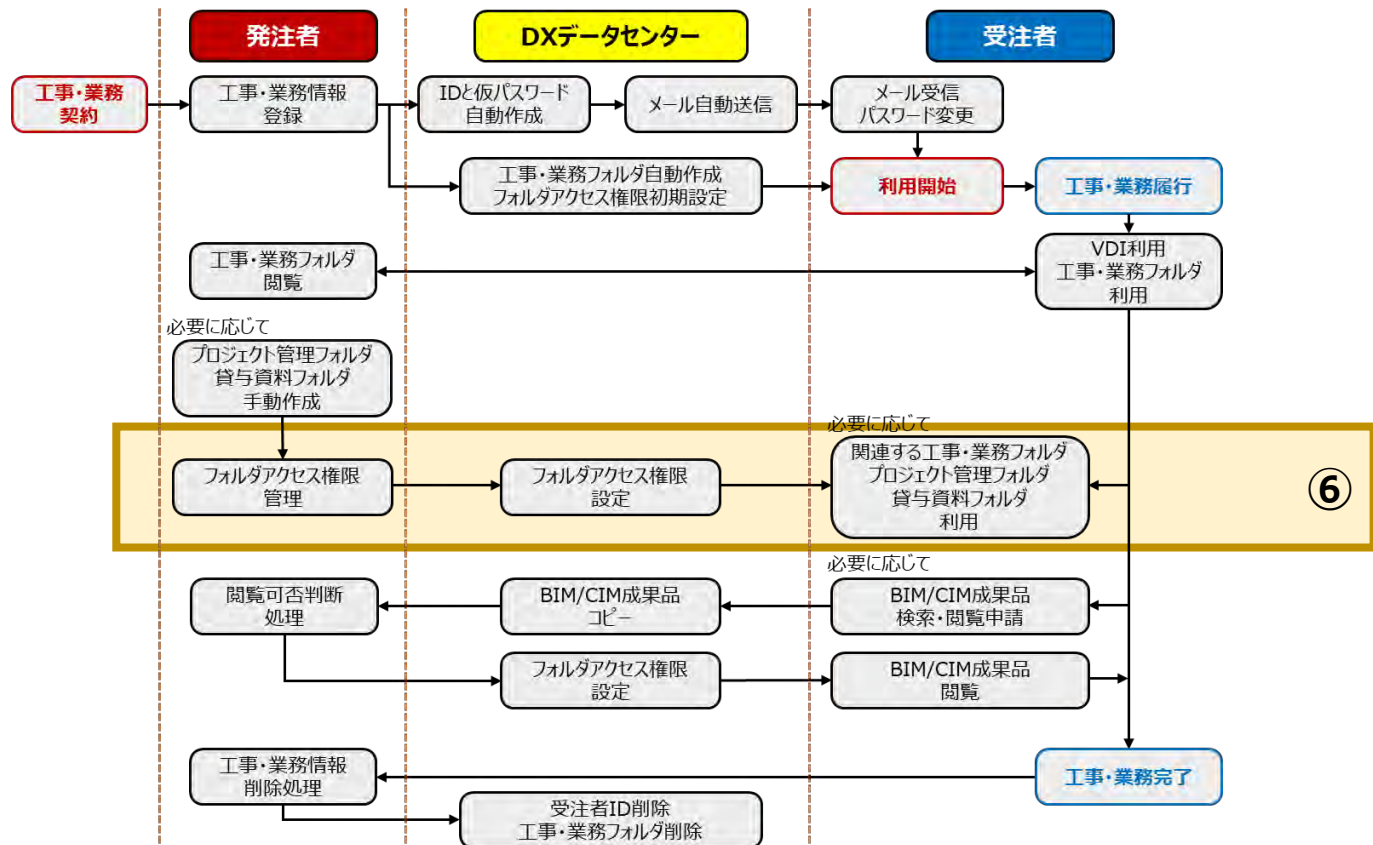 発注者
DXデータセンター
受注者
工事・業務
契約
工事・業務情報
登録
IDと仮パスワード
自動作成
メール自動送信
メール受信
パスワード変更
工事・業務フォルダ自動作成
フォルダアクセス権限初期設定
利用開始
工事・業務履行
工事・業務フォルダ
閲覧
VDI利用
工事・業務フォルダ
利用
必要に応じて
プロジェクト管理フォルダ
貸与資料フォルダ
手動作成
フォルダアクセス権限
管理
フォルダアクセス権限
設定
必要に応じて
関連する工事・業務フォルダ
プロジェクト管理フォルダ
貸与資料フォルダ
利用
⑥
閲覧可否判断
処理
BIM/CIM成果品
コピー
必要に応じて
BIM/CIM成果品
検索・閲覧申請
フォルダアクセス権限
設定
BIM/CIM成果品
閲覧
工事・業務情報
削除処理
工事・業務完了
受注者ID削除
工事・業務フォルダ削除